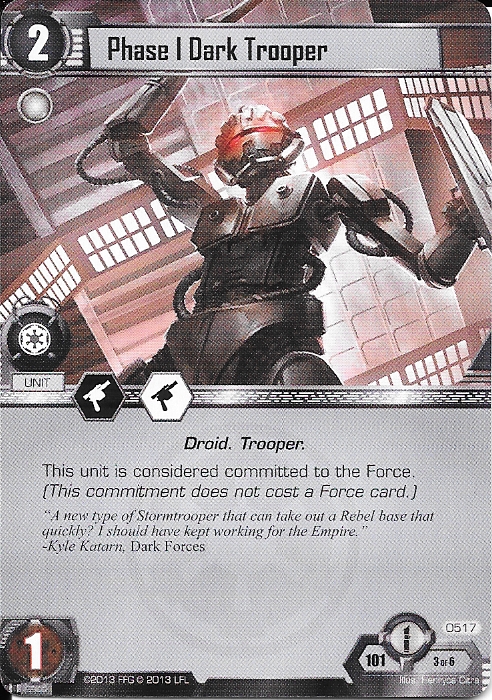 2
Phase I Dark Trooper
UNIT
Droid. Trooper.
This unit is considered committed to the Force.
(This commitment does not cost a Force card.)
“A new type of Stormtrooper that can take out a Rebel base that
quickly? I should have kept working for the Empire.”
-Kyle Katarn, Dark Forces
0517
1
101
3 OF 6
©2013 FFG © 2013 LFL
Illus.